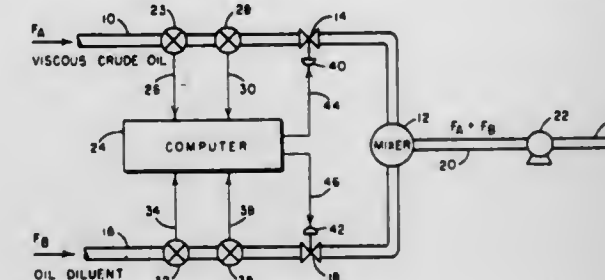 23 28 14
10
FA
VISCOUS CRUDE OIL
40
26 30
44
12 FA + FB 22
24 COMPUTER MIXER
20
46
34 38
FB 16 42
OIL DILUENT 18